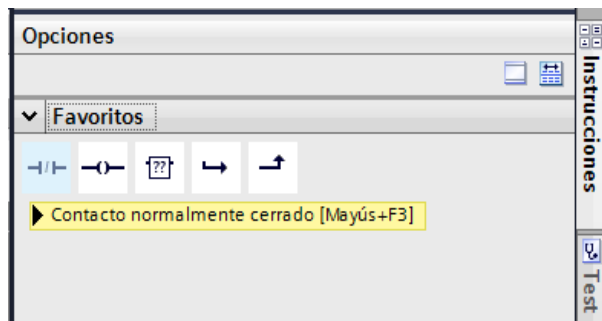 Opciones
Favoritos
??
Contacto normalmente cerrado [Mayús+F3]
Instrucciones
Test